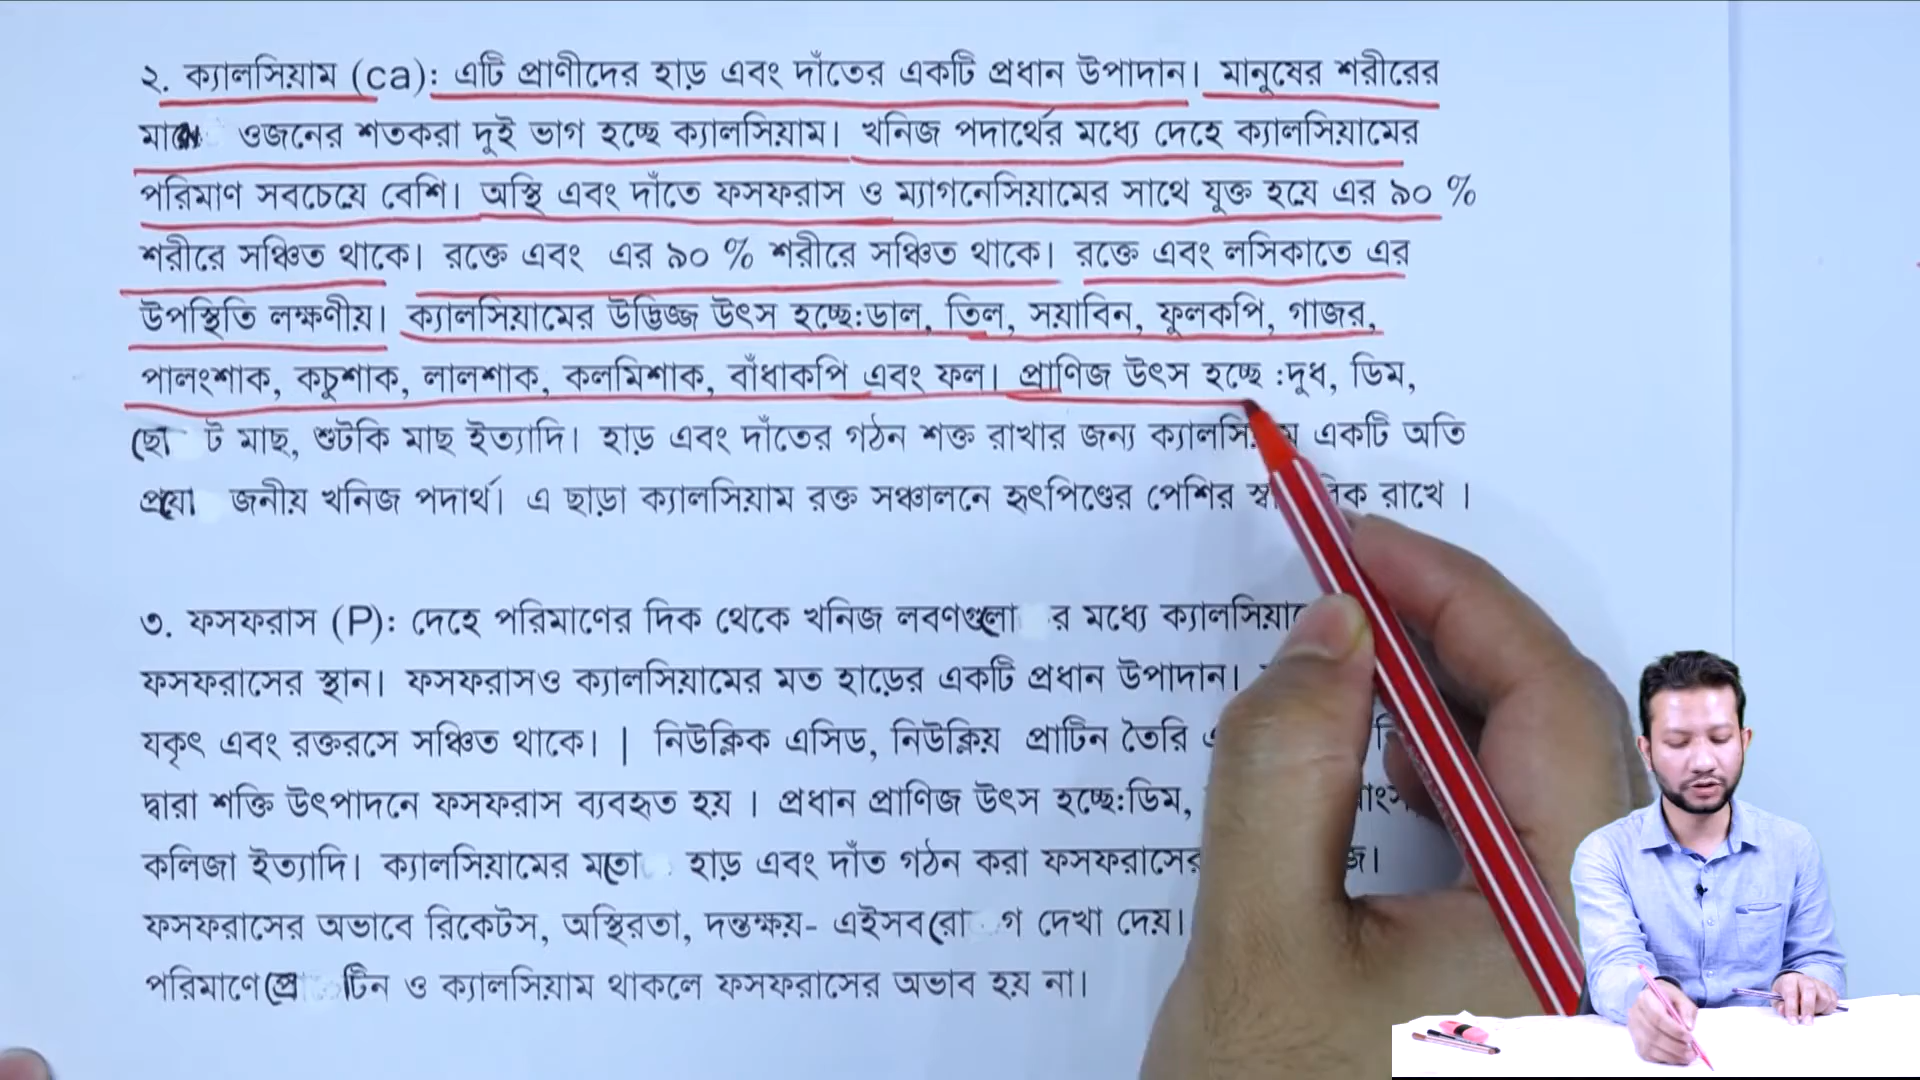 ২. ক্যালসিয়াম (ca): এটি প্রাণীদের হাড় এবং দাঁতের একটি প্রধান উপাদান। মানুষের শরীরের
ওজনের শতকরা দুই ভাগ হচ্ছে ক্যালসিয়াম। খনিজ পদার্থের মধ্যে দেহে ক্যালসিয়ামের
পরিমাণ সবচেয়ে বেশি। অস্থি এবং দাঁতে ফসফরাস ও ম্যাগনেসিয়ামের সাথে যুক্ত হয়ে এর ৯০ %
শরীরে সঞ্চিত থাকে। রক্তে এবং এর ৯০ % শরীরে সঞ্চিত থাকে। রক্তে এবং লসিকাতে এর
উপস্থিতি লক্ষণীয়। ক্যালসিয়ামের উদ্ভিজ্জ উৎস হচ্ছে:ডাল, তিল, সয়াবিন, ফুলকপি, গাজর,
পালংশাক, কচুশাক, লালশাক, কলমিশাক, বাঁধাকপি এবং ফল। প্রাণিজ উৎস হচ্ছে :দুধ, ডিম,
ছো ট মাছ, শুটকি মাছ ইত্যাদি। হাড় এবং দাঁতের গঠন শক্ত রাখার জন্য একটি অতি
প্রয়ো জনীয় খনিজ পদার্থ। এ ছাড়া ক্যালসিয়াম রক্ত সঞ্চালনে হৃৎপিণ্ডের পেশির রাখে ।
৩. ফসফরাস (P): দেহে পরিমাণের দিক থেকে খনিজ লবণগুলো র মধ্যে
ফসফরাসের স্থান। ফসফরাসও ক্যালসিয়ামের মত হাড়ের একটি প্রধান উপাদান।
যকৃৎ এবং রক্তরসে সঞ্চিত থাকে। | নিউক্লিক এসিড, নিউক্লিয় প্রাটিন তৈরি
দ্বারা শক্তি উৎপাদনে ফসফরাস ব্যবহৃত হয় । প্রধান প্রাণিজ উৎস হচ্ছে:ডিম,
কলিজা ইত্যাদি। ক্যালসিয়ামের মতো হাড় এবং দাঁত গঠন করা ফসফরাসের
ফসফরাসের অভাবে রিকেটস, অস্থিরতা, দন্তক্ষয়- এইসব রো গ দেখা দেয়।
পরিমাণে প্রো টিন ও ক্যালসিয়াম থাকলে ফসফরাসের অভাব হয় না।